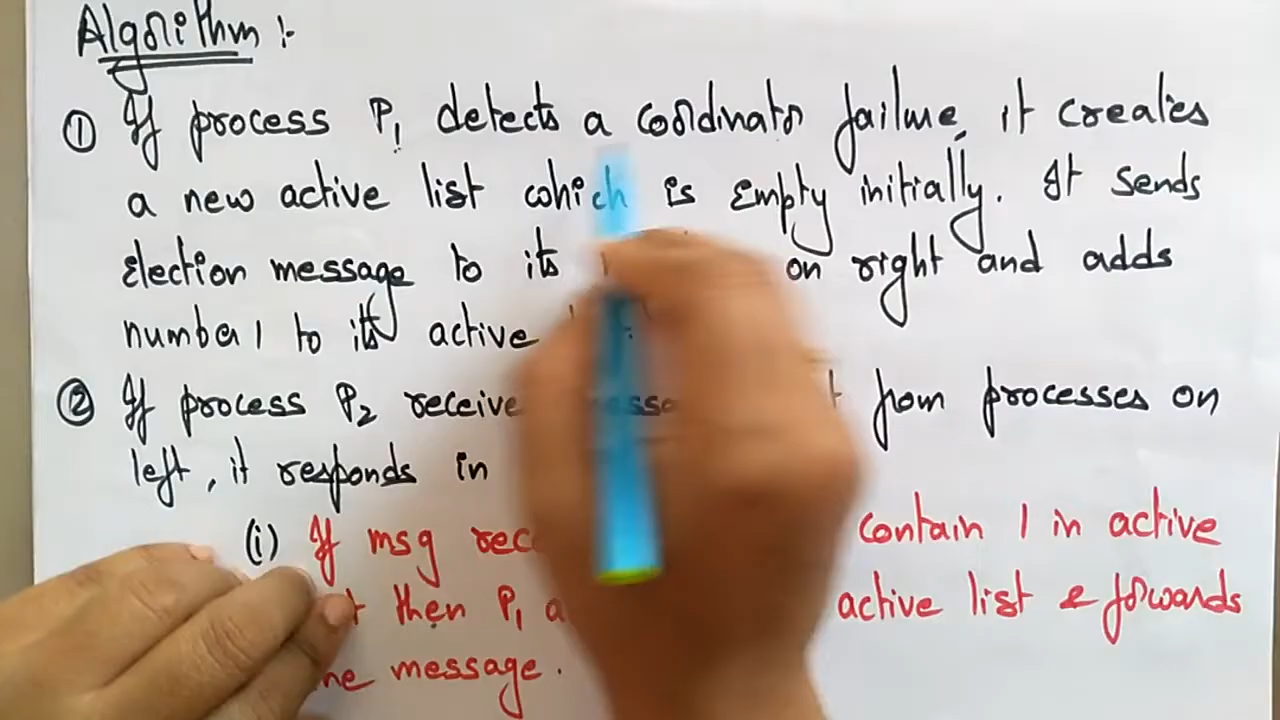 Algorithm :-
① If process P1 detects a coordinator failure, it creates
a new active list which is Empty initially. It sends
Election message to its on right and adds
number 1 to its active
② If process P2 receive from processes on
left, it responds in
(i) If msg contain 1 in active
then P1 active list & forwards
message.